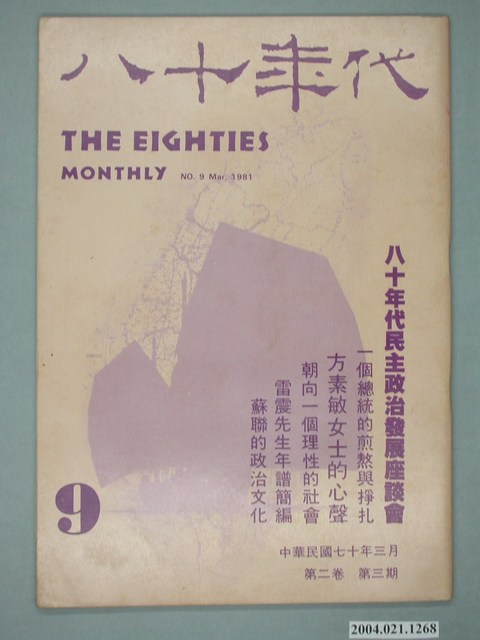 八十年代
THE EIGHTIES
MONTHLY NO. 9 Mar. 1981
八十年代民主政治發展座談會
一個總統的煎熬與掙扎
方素敏女士的心聲
朝向一個理性的社會
雷震先生年譜簡編
蘇聯的政治文化
9
中華民國七十年三月
第二卷 第三期
2004.021.1268